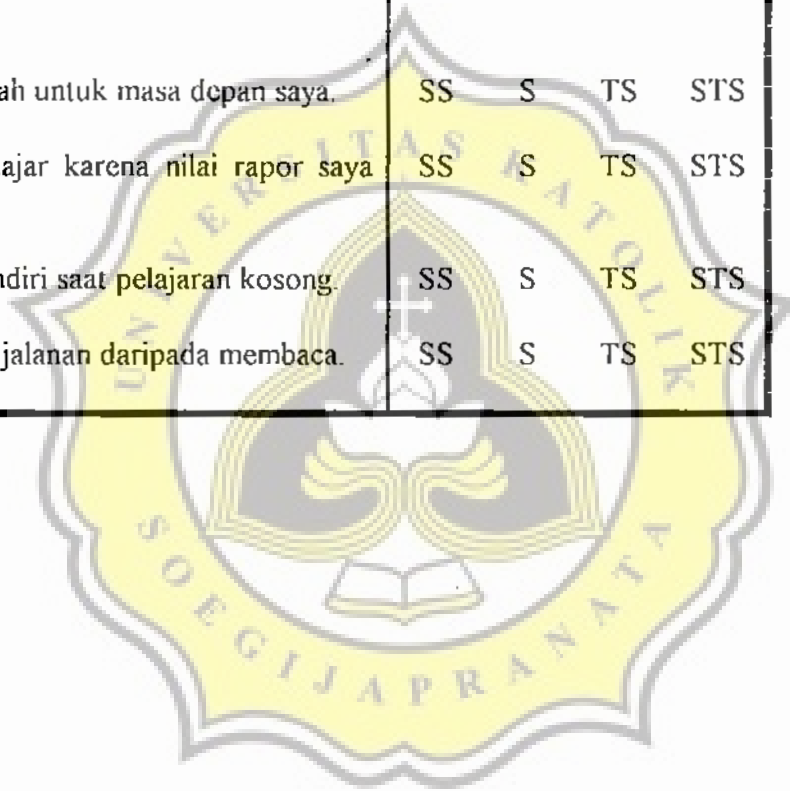 ah untuk masa depan saya. SS S TS STS
ajar karena nilai rapor saya SS S TS STS
ndiri saat pelajaran kosong. SS S TS STS
jalanan daripada membaca. SS S TS STS
UNIVERSITAS KATOLIK
SOEGIJAPRANATA